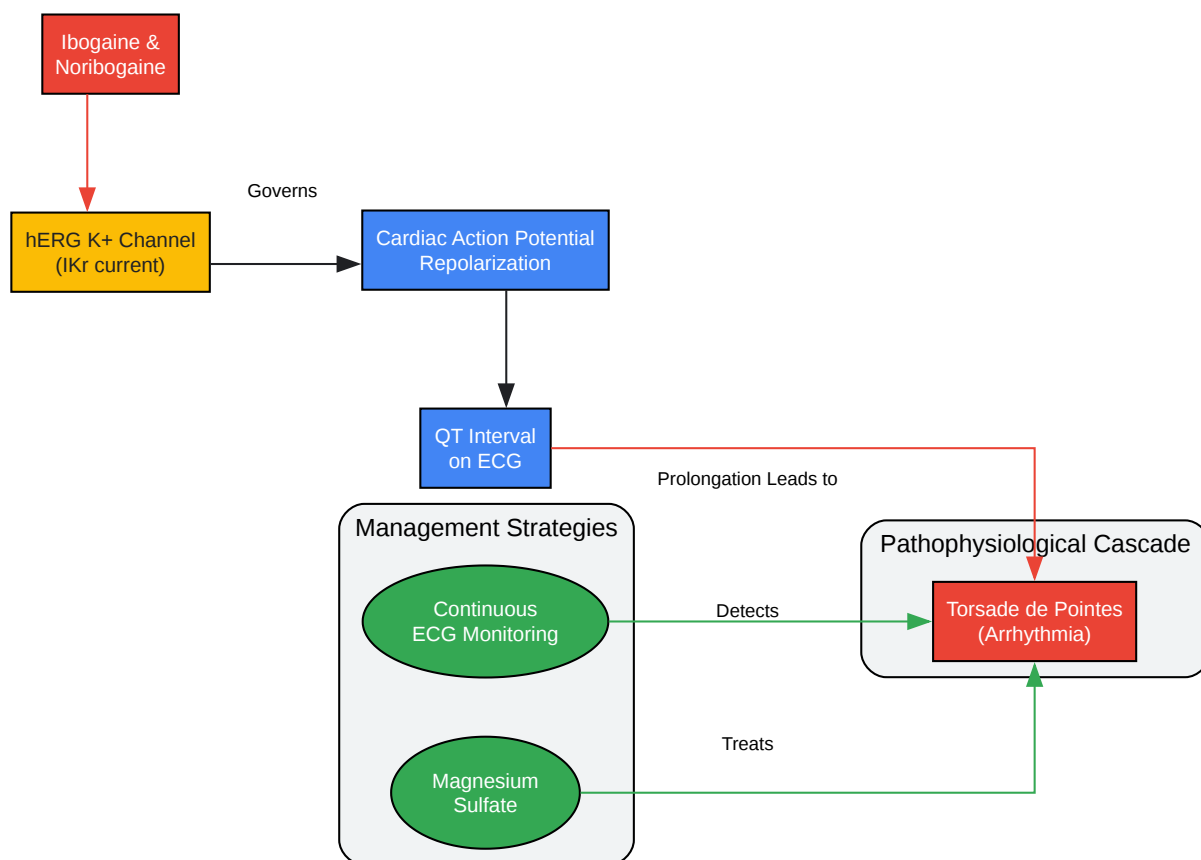 Ibogaine &
Noribogaine
Governs
hERG K+ Channel
(IKr current)
Cardiac Action Potential
Repolarization
QT Interval
on ECG
Prolongation Leads to
Management Strategies
Pathophysiological Cascade
Continuous
ECG Monitoring
Detects
Torsade de Pointes
(Arrhythmia)
Treats
Magnesium
Sulfate